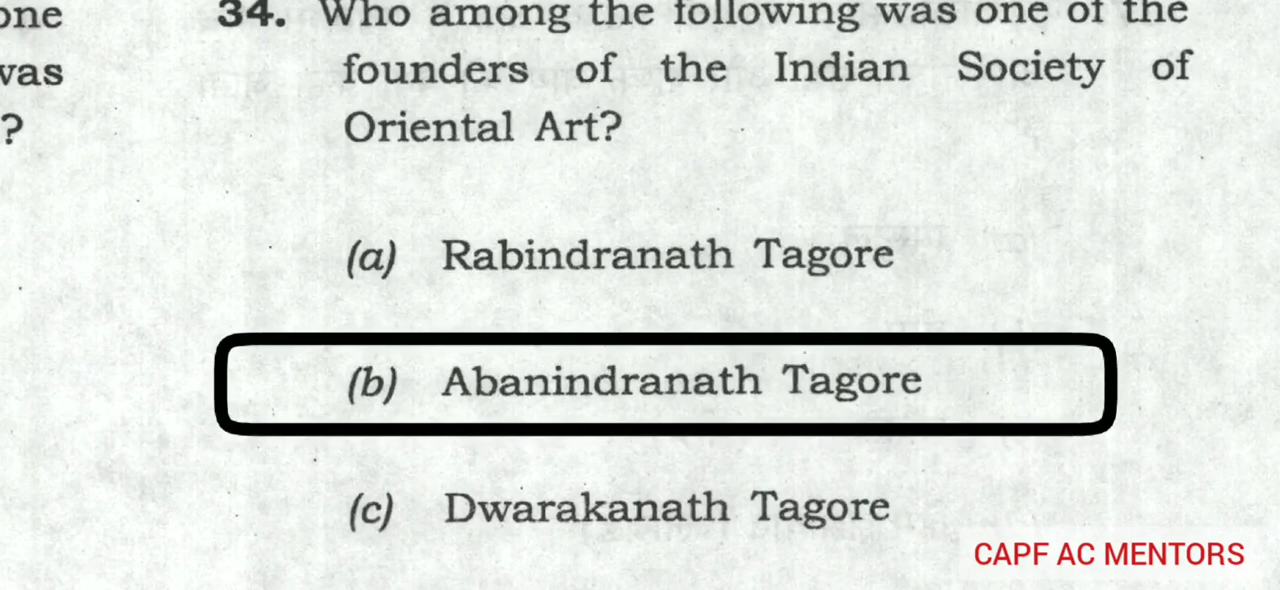 one
was
?
34. Who among the following was one of the
founders of the Indian Society of
Oriental Art?
(a) Rabindranath Tagore
(b) Abanindranath Tagore
(c) Dwarakanath Tagore
CAPF AC MENTORS